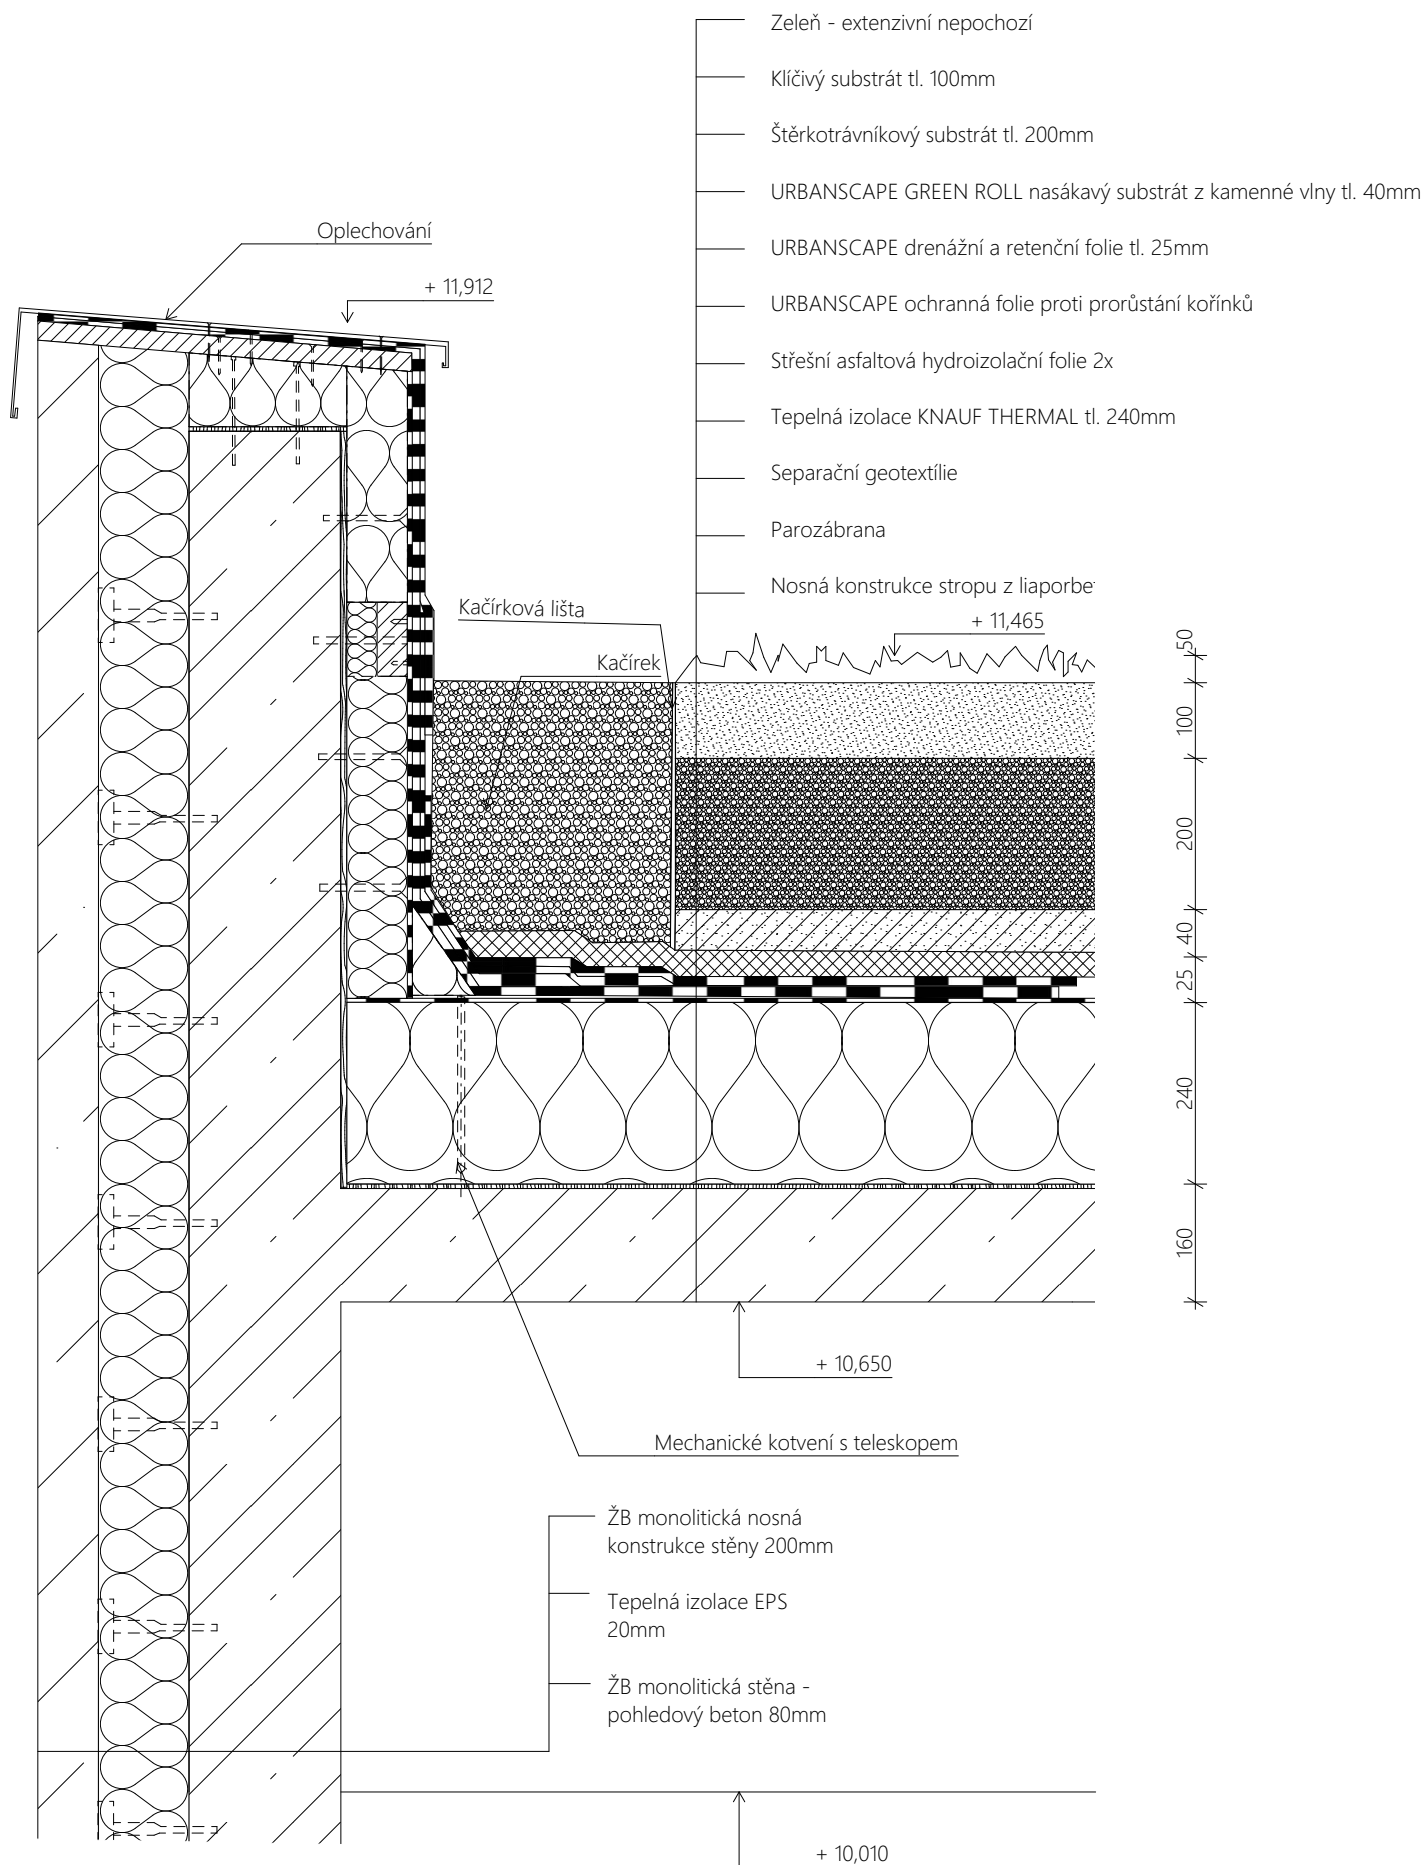 Zeleň - extenzivní nepochozí
Klíčivý substrát tl. 100mm
Štěrkotrávníkový substrát tl. 200mm
URBANSCAPE GREEN ROLL nasákavý substrát z kamenné vlny tl. 40mm
URBANSCAPE drenážní a retenční folie tl. 25mm
URBANSCAPE ochranná folie proti prorůstání kořínků
Střešní asfaltová hydroizolační folie 2x
Tepelná izolace KNAUF THERMAL tl. 240mm
Separační geotextílie
Parozábrana
Nosná konstrukce stropu z liaporbet
Oplechování
+ 11,912
Kačírková lišta
Kačírek
+ 11,465
50
100
200
40
25
240
160
+ 10,650
Mechanické kotvení s teleskopem
ŽB monolitická nosná
konstrukce stěny 200mm
Tepelná izolace EPS
20mm
ŽB monolitická stěna -
pohledový beton 80mm
+ 10,010